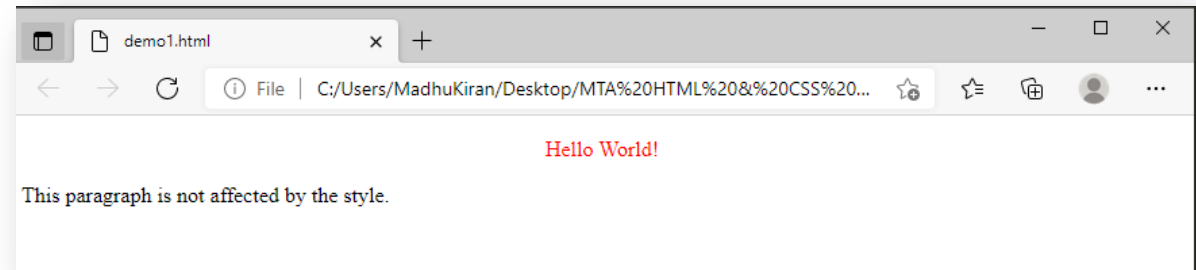 demo1.html
File | C:/Users/MadhuKiran/Desktop/MTA%20HTML%20&%20CSS%20...
Hello World!
This paragraph is not affected by the style.